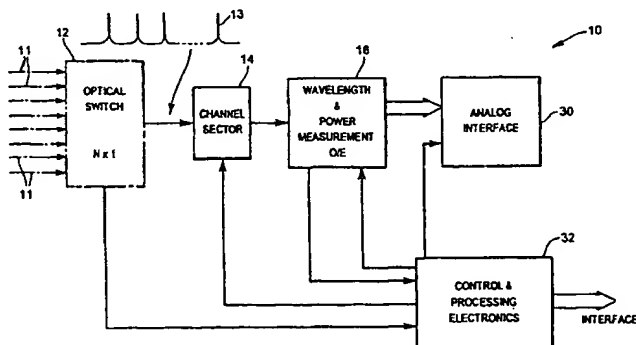 13
10
12
11
OPTICAL
SWITCH
N x 1
11
14
CHANNEL
SECTOR
16
WAVELENGTH
&
POWER
MEASUREMENT
O/E
ANALOG
INTERFACE
30
32
CONTROL &
PROCESSING
ELECTRONICS
INTERFACE